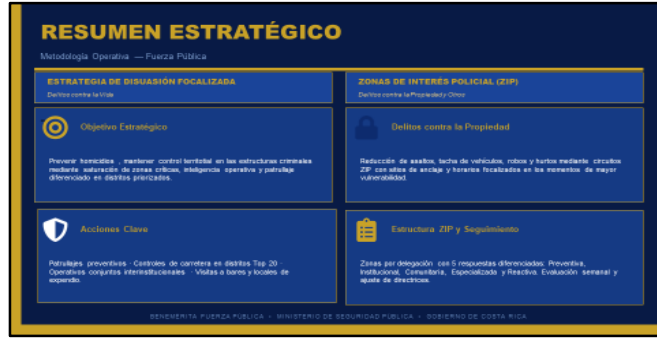 RESUMEN ESTRATÉGICO
Metodología Operativa — Fuerza Pública
ESTRATEGIA DE DISUASIÓN FOCALIZADA
Delitos contra la Vida
Objetivo Estratégico
Prevenir homicidios , mantener control territorial en las estructuras criminales
mediante saturación de zonas críticas, inteligencia operativa y patrullaje
diferenciado en distritos priorizados.
Acciones Clave
Patrullajes preventivos · Controles de carretera en distritos Top 20 ·
Operativos conjuntos interinstitucionales · Visitas a bares y locales de
expendio.
ZONAS DE INTERÉS POLICIAL (ZIP)
Delitos contra la Propiedad y Otros
Delitos contra la Propiedad
Reducción de asaltos, tacha de vehículos, robos y hurtos mediante circuitos
ZIP con sitios de anclaje y horarios focalizados en los momentos de mayor
vulnerabilidad.
Estructura ZIP y Seguimiento
Zonas por delegación con 5 respuestas diferenciadas: Preventiva,
Institucional, Comunitaria, Especializada y Reactiva. Evaluación semanal y
ajuste de directrices.
BENEMÉRITA FUERZA PÚBLICA · MINISTERIO DE SEGURIDAD PÚBLICA · GOBIERNO DE COSTA RICA